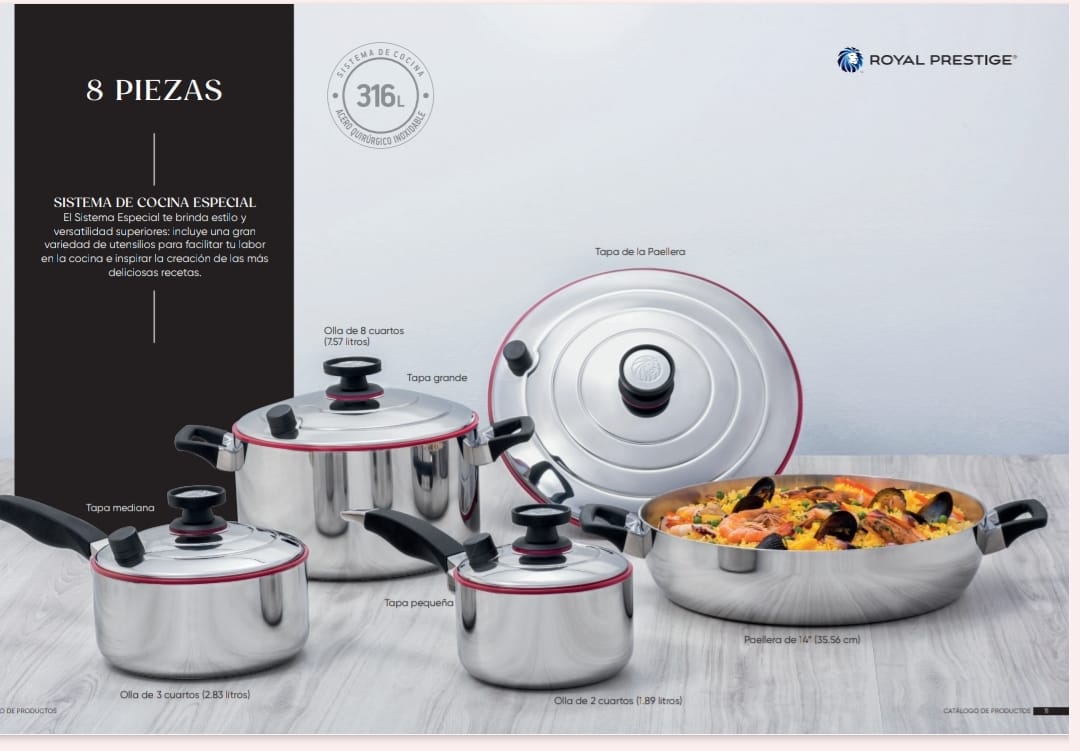 8 PIEZAS
SISTEMA DE COCINA ESPECIAL
El Sistema Especial te brinda estilo y
versatilidad superiores: incluye una gran
variedad de utensilios para facilitar tu labor
en la cocina e inspirar la creación de las más
deliciosas recetas.
SISTEMA DE COCINA
316L
ACERO QUIRÚRGICO INOXIDABLE
ROYAL PRESTIGE®
Tapa de la Paellera
Olla de 8 cuartos
(7.57 litros)
Tapa grande
Tapa mediana
Tapa pequeña
Paellera de 14" (35.56 cm)
Olla de 3 cuartos (2.83 litros)
Olla de 2 cuartos (1.89 litros)
O DE PRODUCTOS
CATÁLOGO DE PRODUCTOS